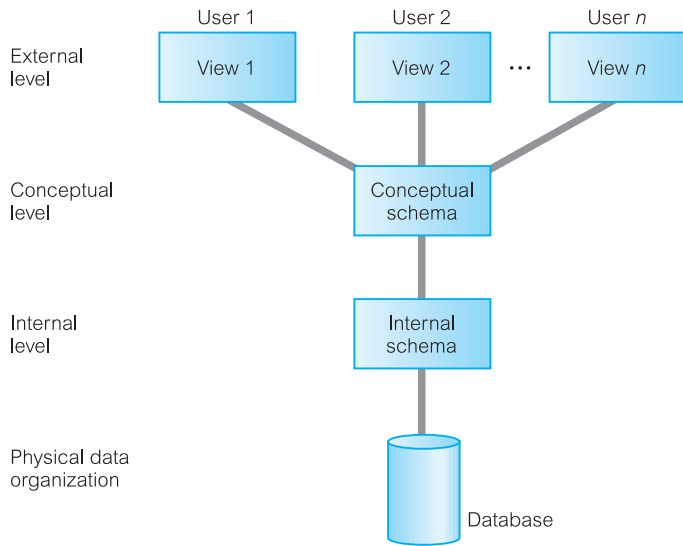 User 1
User 2
User n
External
level
View 1
View 2
...
View n
Conceptual
level
Conceptual
schema
Internal
level
Internal
schema
Physical data
organization
Database